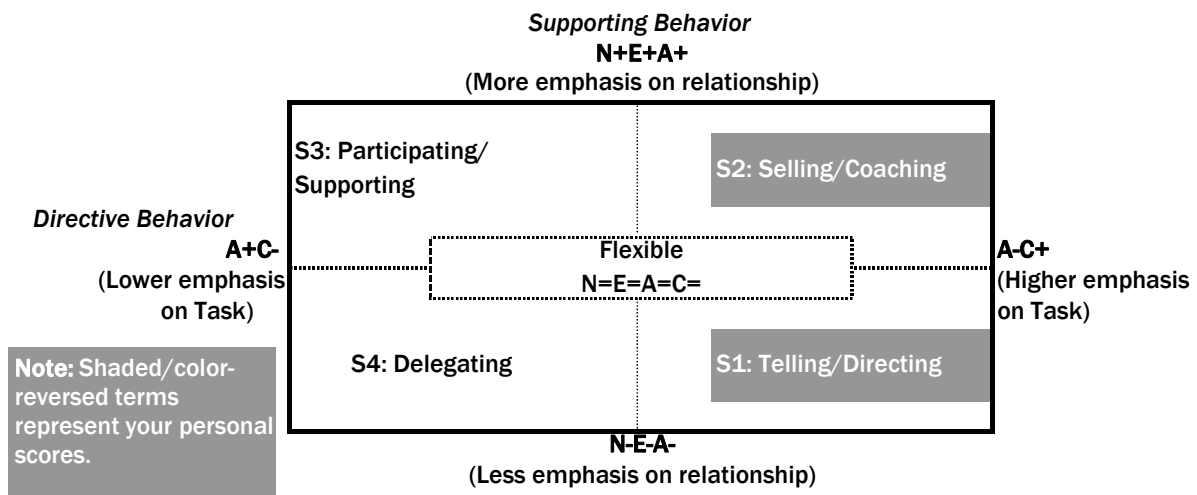 Supporting Behavior
N+E+A+
(More emphasis on relationship)
S3: Participating/
Supporting
S2: Selling/Coaching
Directive Behavior
A+C-
(Lower emphasis
on Task)
Flexible
N=E=A=C=
A-C+
(Higher emphasis
on Task)
S4: Delegating
S1: Telling/Directing
Note: Shaded/color-
reversed terms
represent your personal
scores.
N-E-A-
(Less emphasis on relationship)